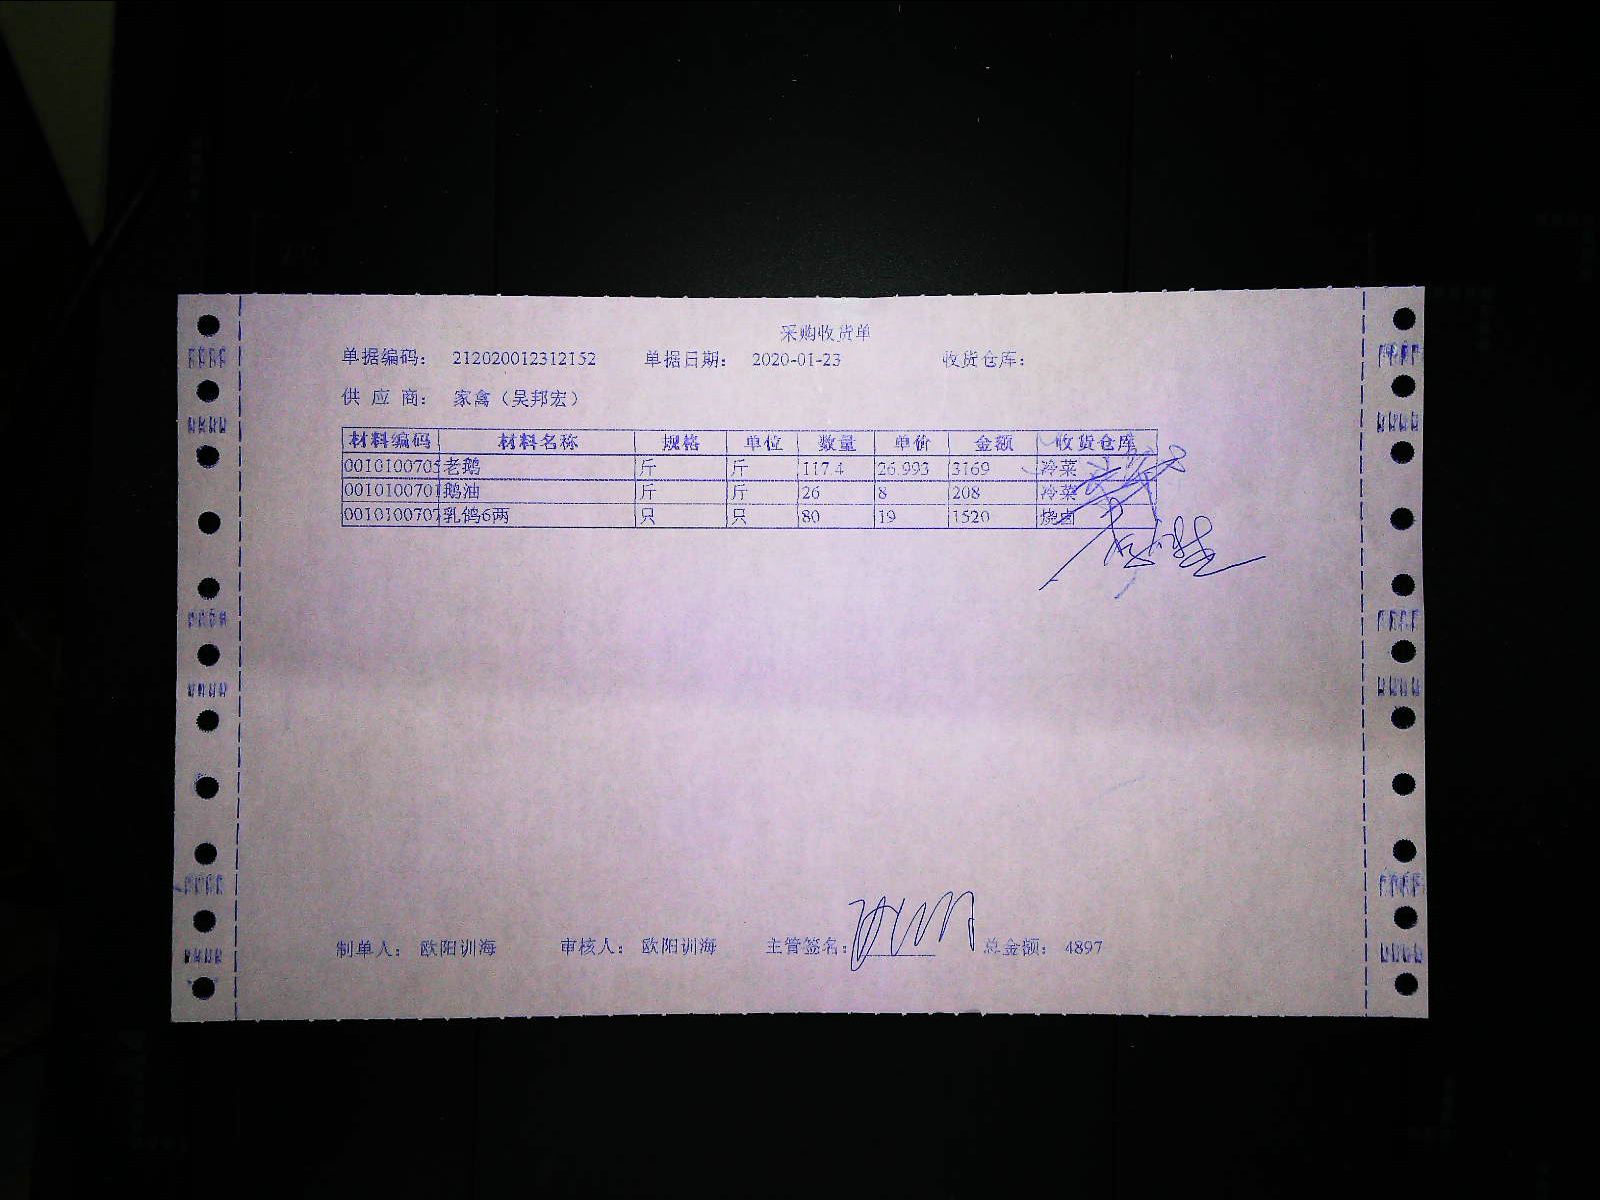 采购收货单
单据编码： 212020012312152 单据日期： 2020-01-23 收货仓库：
供 应 商： 家禽（吴邦宏）
材料编码 材料名称 规格 单位 数量 单价 金额 收货仓库
0010100705 老鹅 斤 斤 117.4 26.993 3169 冷菜
0010100701 鹅油 斤 斤 26 8 208 冷菜
0010100707 乳鸽6两 只 只 80 19 1520 烧卤
制单人： 欧阳训海 审核人： 欧阳训海 主管签名： 总金额： 4897